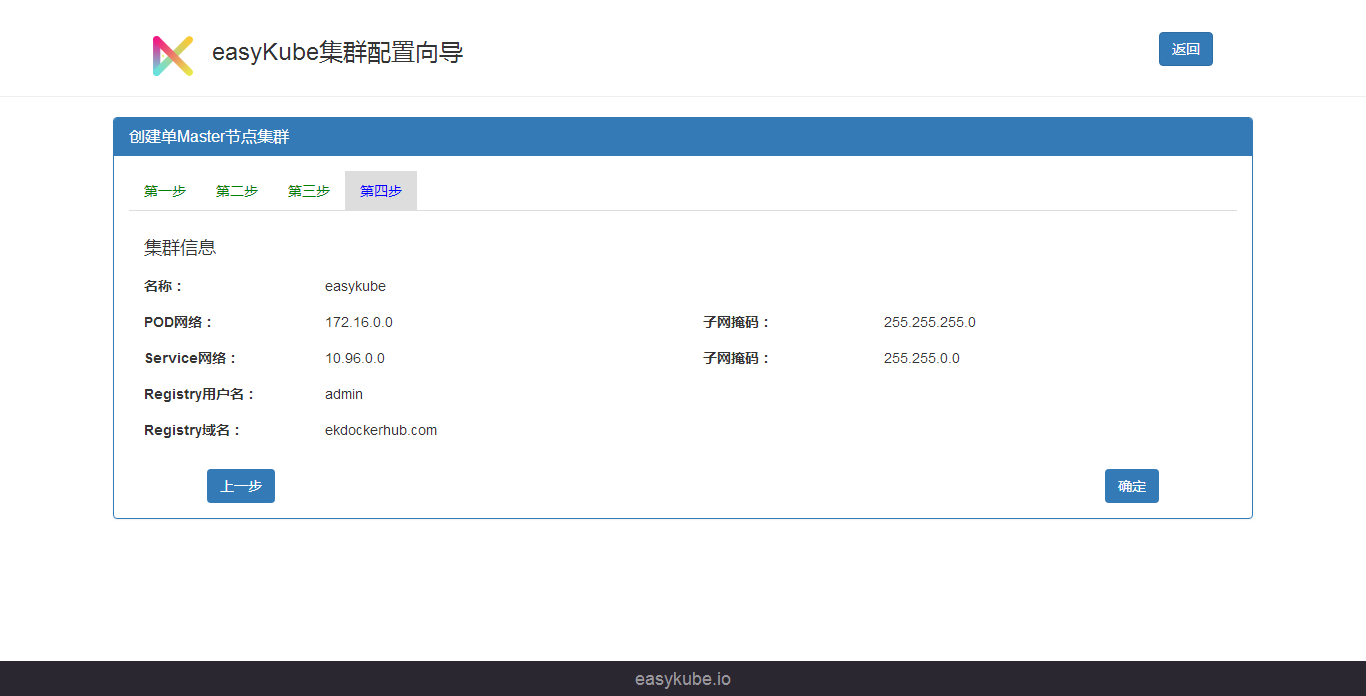 easyKube集群配置向导
返回
创建单Master节点集群
第一步 第二步 第三步 第四步
集群信息
名称： easykube
POD网络： 172.16.0.0 子网掩码： 255.255.255.0
Service网络： 10.96.0.0 子网掩码： 255.255.0.0
Registry用户名： admin
Registry域名： ekdockerhub.com
上一步 确定
easykube.io